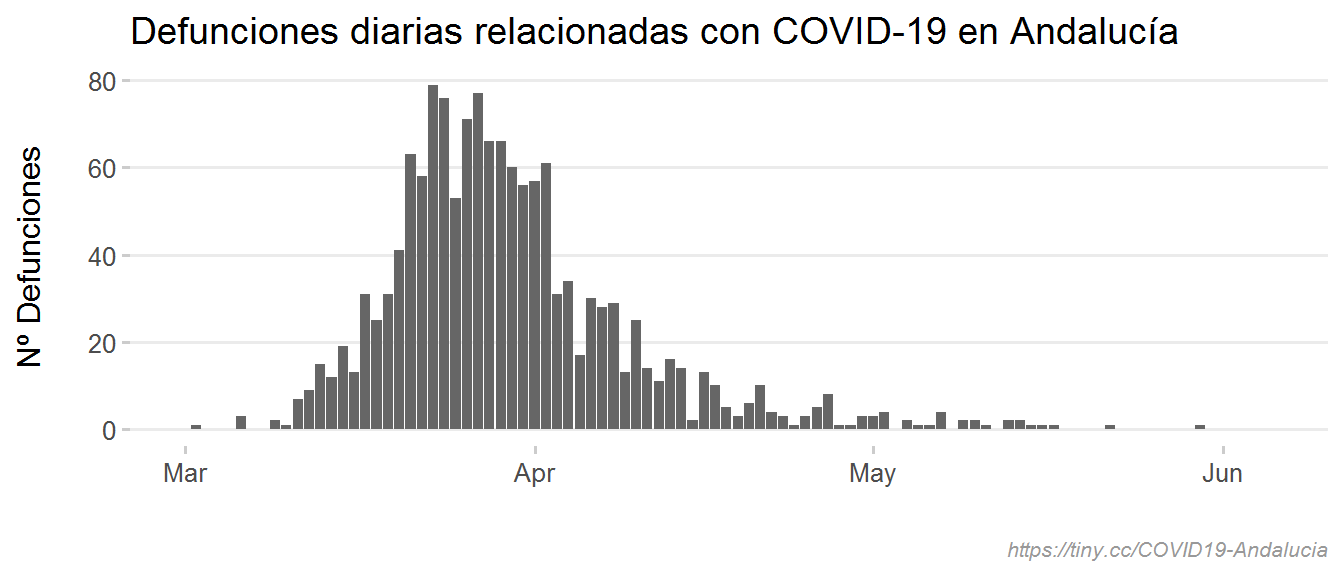 Defunciones diarias relacionadas con COVID-19 en Andalucía
Nº Defunciones
80
60
40
20
0
Mar Apr May Jun
https://tiny.cc/COVID19-Andalucia